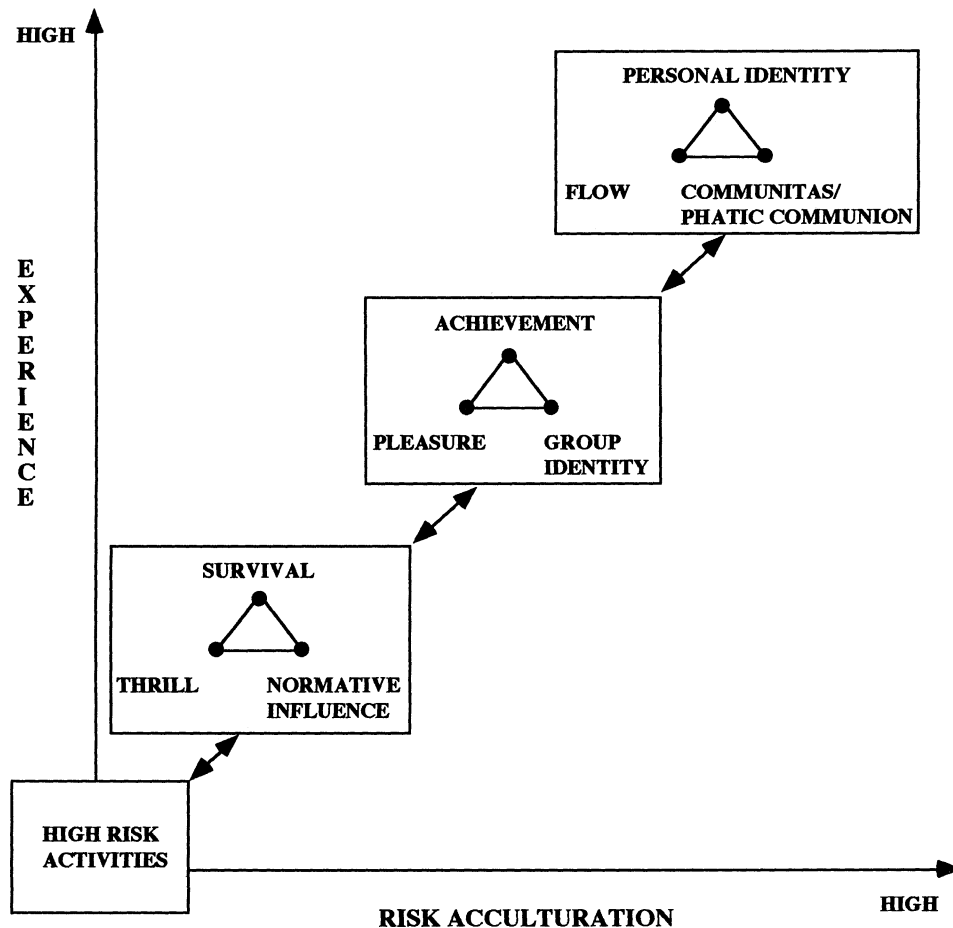 HIGH
PERSONAL IDENTITY
FLOW
COMMUNITAS/
PHATIC COMMUNION
EXPERIENCE
ACHIEVEMENT
PLEASURE
GROUP
IDENTITY
SURVIVAL
THRILL
NORMATIVE
INFLUENCE
HIGH RISK
ACTIVITIES
HIGH
RISK ACCULTURATION